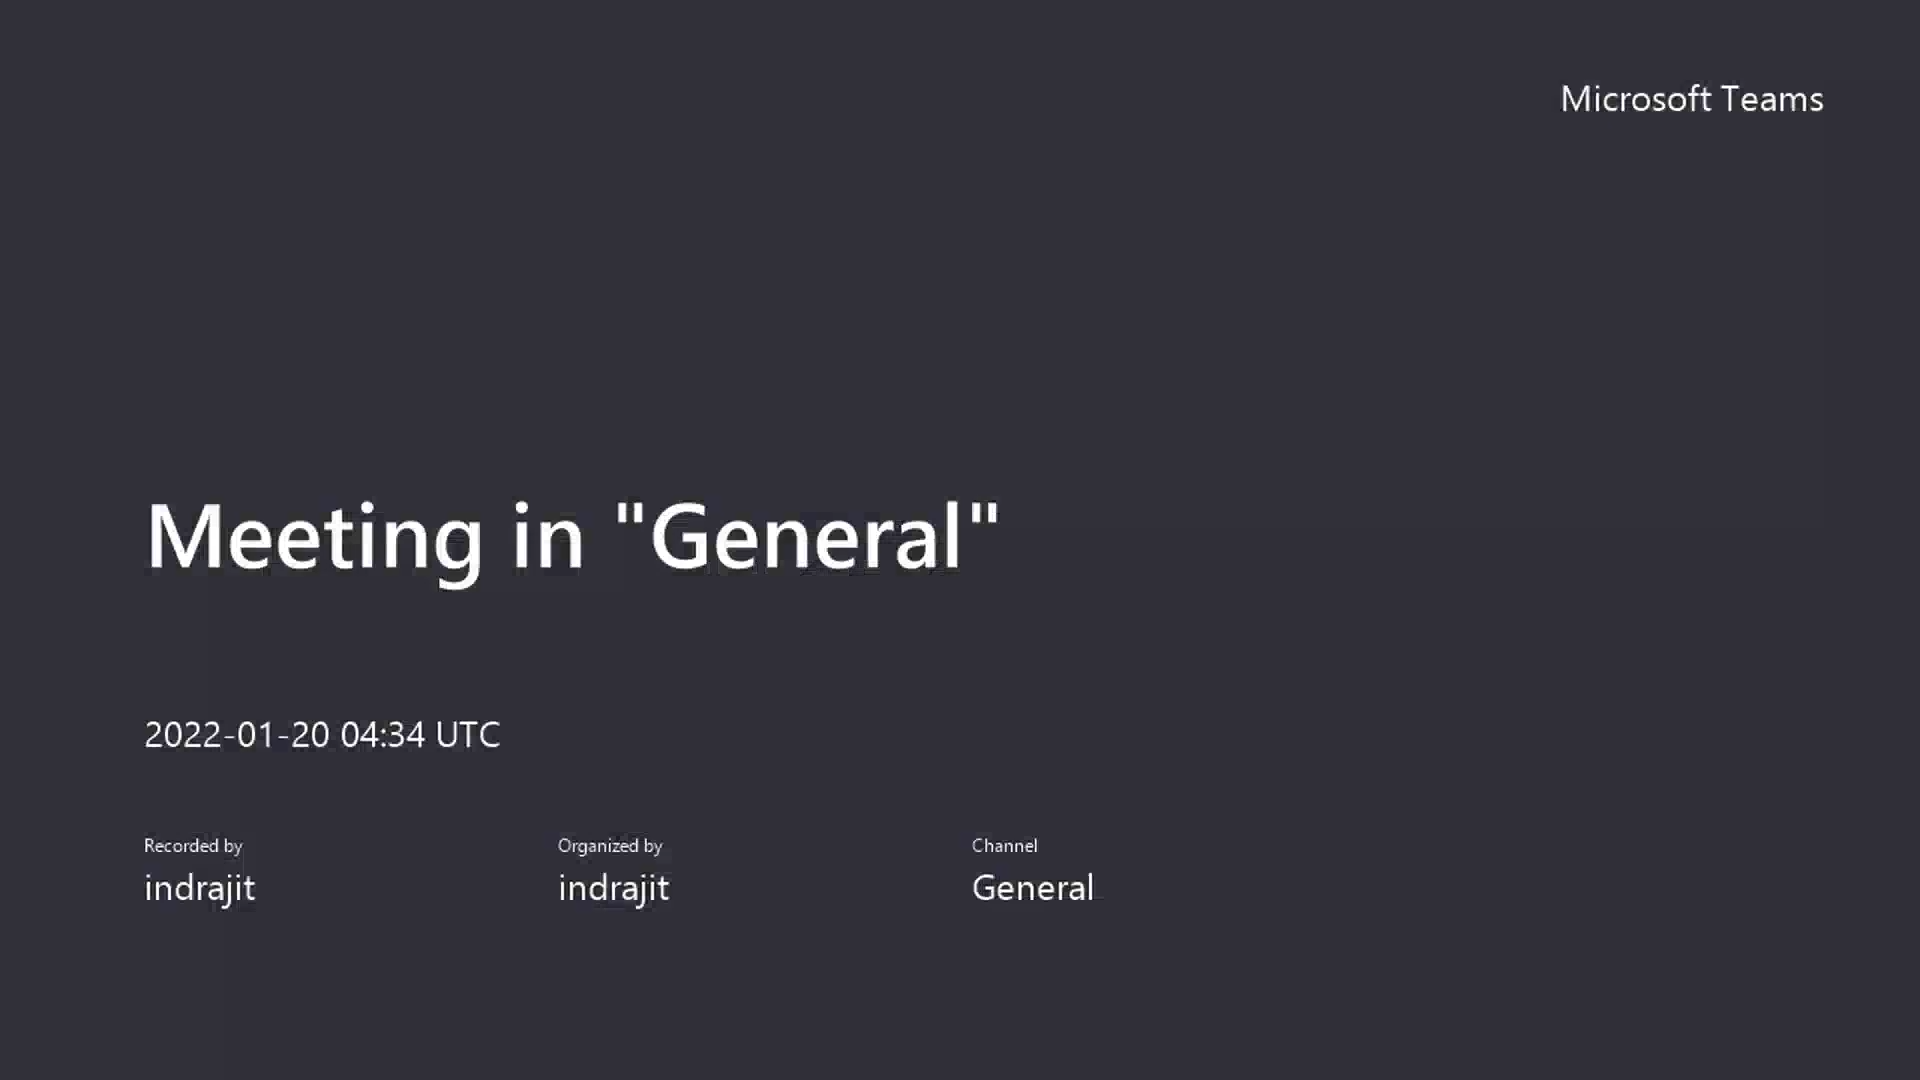 Microsoft Teams
Meeting in "General"
2022-01-20 04:34 UTC
Recorded by
indrajit
Organized by
indrajit
Channel
General